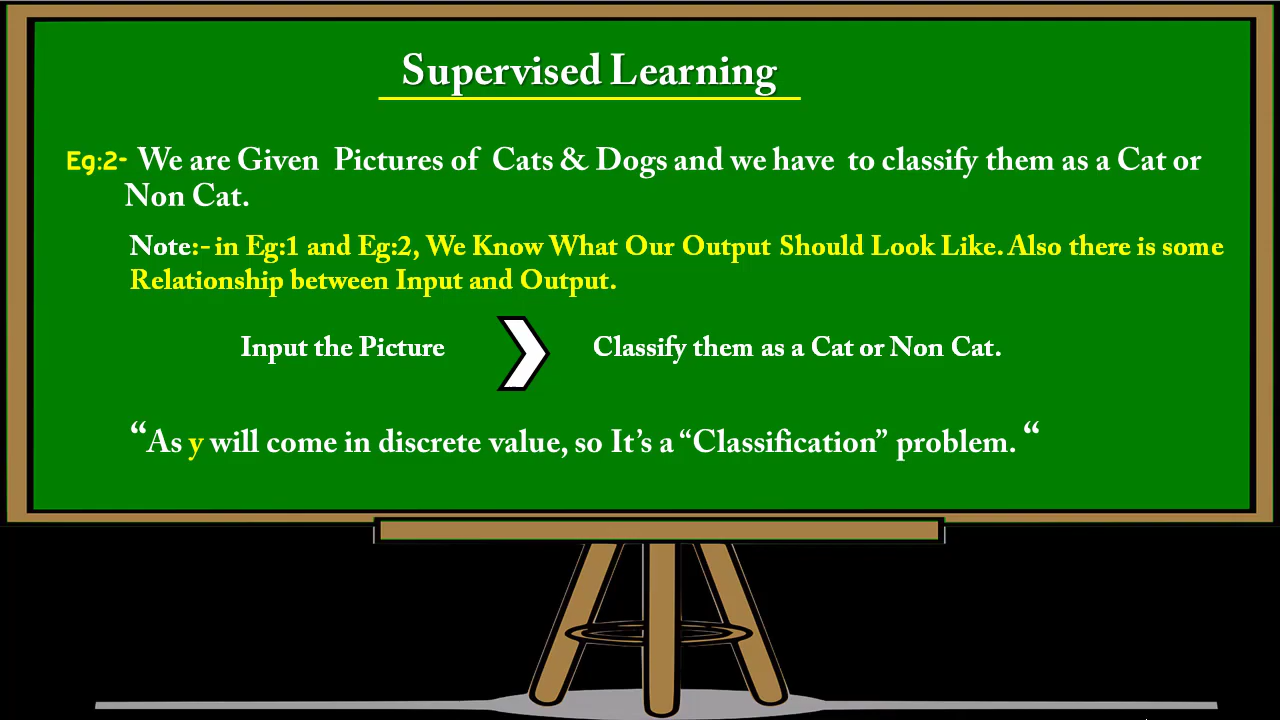 Supervised Learning
Eg:2- We are Given Pictures of Cats & Dogs and we have to classify them as a Cat or
Non Cat.
Note:- in Eg:1 and Eg:2, We Know What Our Output Should Look Like. Also there is some
Relationship between Input and Output.
Input the Picture
Classify them as a Cat or Non Cat.
“As y will come in discrete value, so It’s a “Classification” problem. “